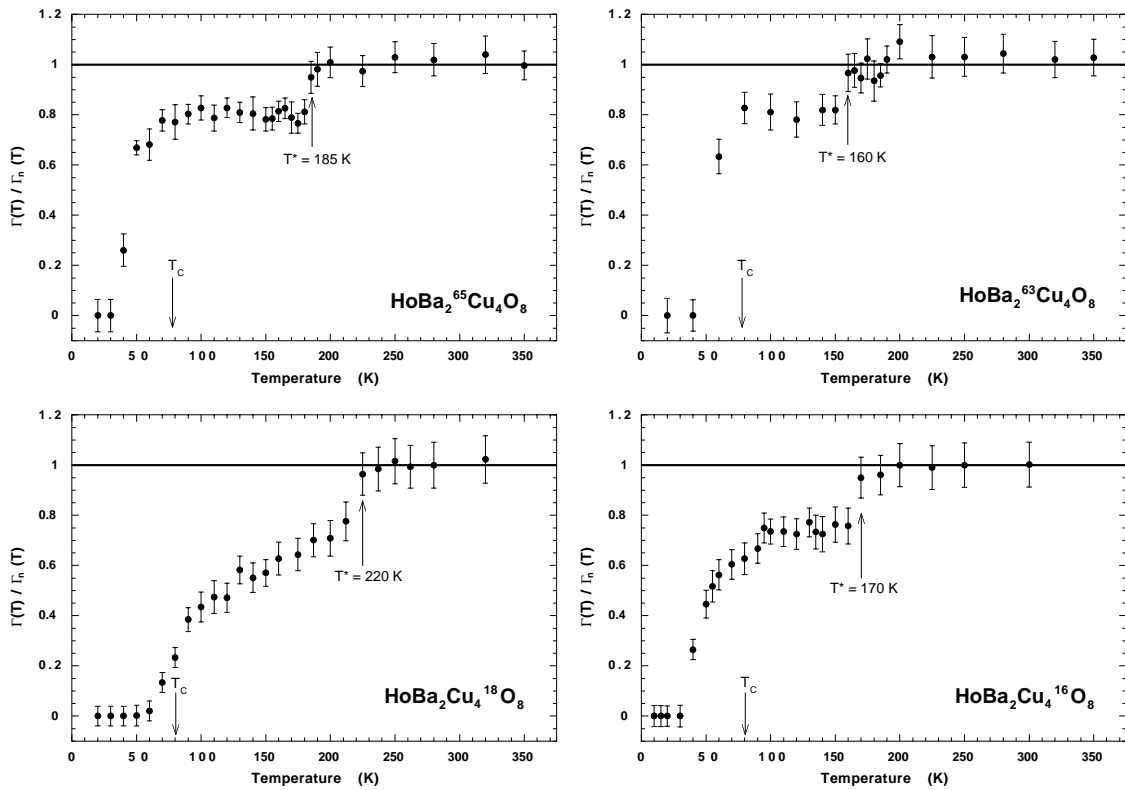 1.2
1
0.8
0.6
0.4
0.2
0
Γ(T) / Γn (T)
T* = 185 K
TC
HoBa2 65Cu4O8
0 50 100 150 200 250 300 350
Temperature (K)
1.2
1
0.8
0.6
0.4
0.2
0
Γ(T) / Γn (T)
T* = 160 K
TC
HoBa2 63Cu4O8
0 50 100 150 200 250 300 350
Temperature (K)
1.2
1
0.8
0.6
0.4
0.2
0
Γ(T) / Γn (T)
T* = 220 K
TC
HoBa2Cu4 18O8
0 50 100 150 200 250 300 350
Temperature (K)
1.2
1
0.8
0.6
0.4
0.2
0
Γ(T) / Γn (T)
T* = 170 K
TC
HoBa2Cu4 16O8
0 50 100 150 200 250 300 350
Temperature (K)